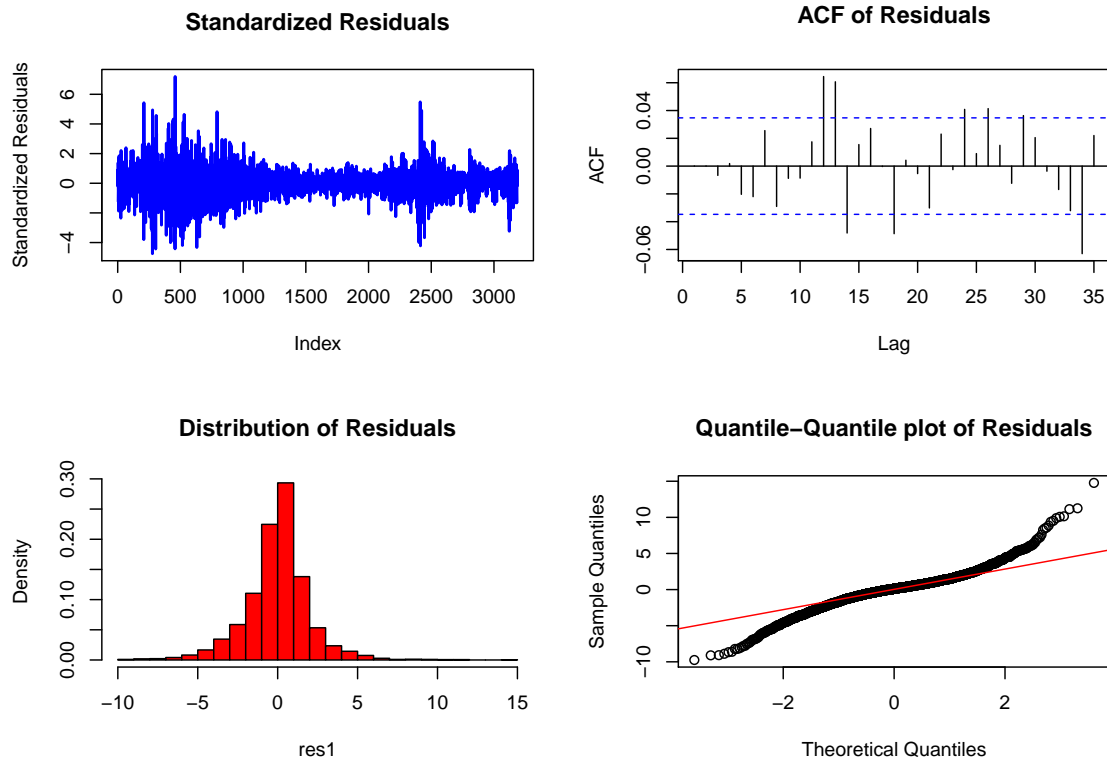 Standardized Residuals
Standardized Residuals
6
4
2
0
−4
0 500 1000 1500 2000 2500 3000
Index
ACF of Residuals
ACF
0.04
0.00
−0.06
0 5 10 15 20 25 30 35
Lag
Distribution of Residuals
Density
0.30
0.20
0.10
0.00
−10 −5 0 5 10 15
res1
Quantile−Quantile plot of Residuals
Sample Quantiles
10
5
0
−10
−2 0 2
Theoretical Quantiles